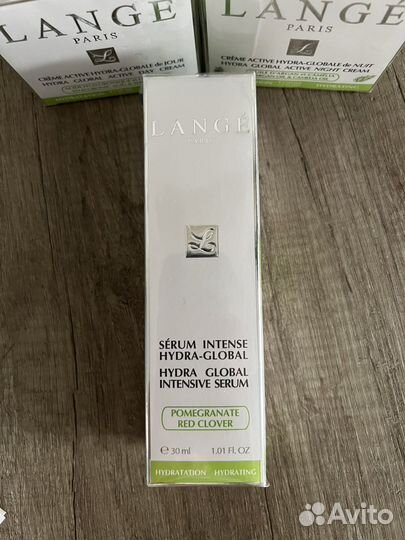 LANGÉ
PARIS
L
CRÈME ACTIVE HYDRA-GLOBALE de JOUR
HYDRA GLOBAL ACTIVE DAY CREAM
HYDRATATION
LANGÉ
PARIS
CRÈME ACTIVE HYDRA-GLOBALE de NUIT
HYDRA GLOBAL ACTIVE NIGHT CREAM
HYDRATING
LANGÉ
PARIS
L
SÉRUM INTENSE
HYDRA-GLOBAL
HYDRA GLOBAL
INTENSIVE SERUM
POMEGRANATE
RED CLOVER
℮ 30 ml 1.01 FL. OZ
HYDRATATION HYDRATING
Avito